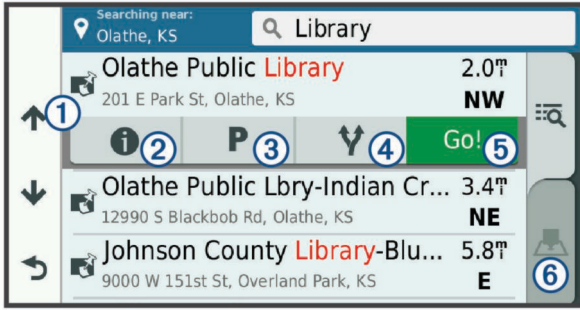 Searching near:
Olathe, KS
Library
Olathe Public Library 2.0mi
201 E Park St, Olathe, KS NW
1
2 P 3 4 Go! 5
Olathe Public Lbry-Indian Cr... 3.4mi
12990 S Blackbob Rd, Olathe, KS NE
Johnson County Library-Blu... 5.8mi
9000 W 151st St, Overland Park, KS E
6